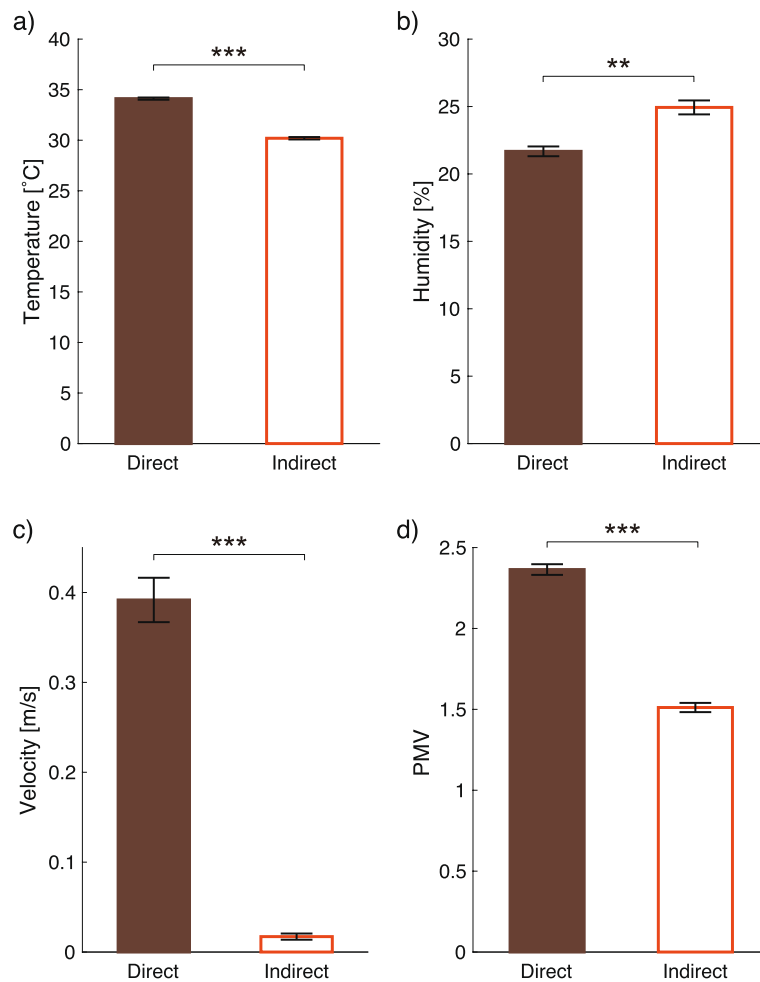 a)
***
Temperature [˚C]
40
35
30
25
20
15
10
5
0
Direct Indirect
b)
**
Humidity [%]
30
25
20
15
10
5
0
Direct Indirect
c)
***
Velocity [m/s]
0.4
0.3
0.2
0.1
0
Direct Indirect
d)
***
PMV
2.5
2
1.5
1
0.5
0
Direct Indirect